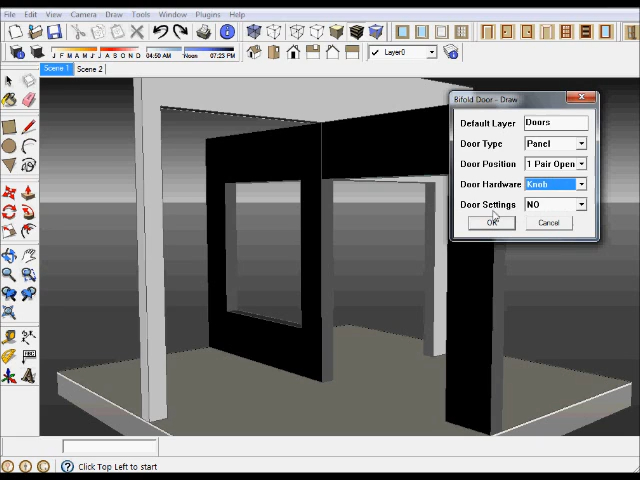 File Edit View Camera Draw Tools Window Plugins Help
J F M A M J J A S O N D 04:50 AM Noon 07:23 PM Layer0
Scene 1 Scene 2
Bifold Door - Draw
Default Layer Doors
Door Type Panel
Door Position 1 Pair Open
Door Hardware Knob
Door Settings NO
OK Cancel
Click Top Left to start